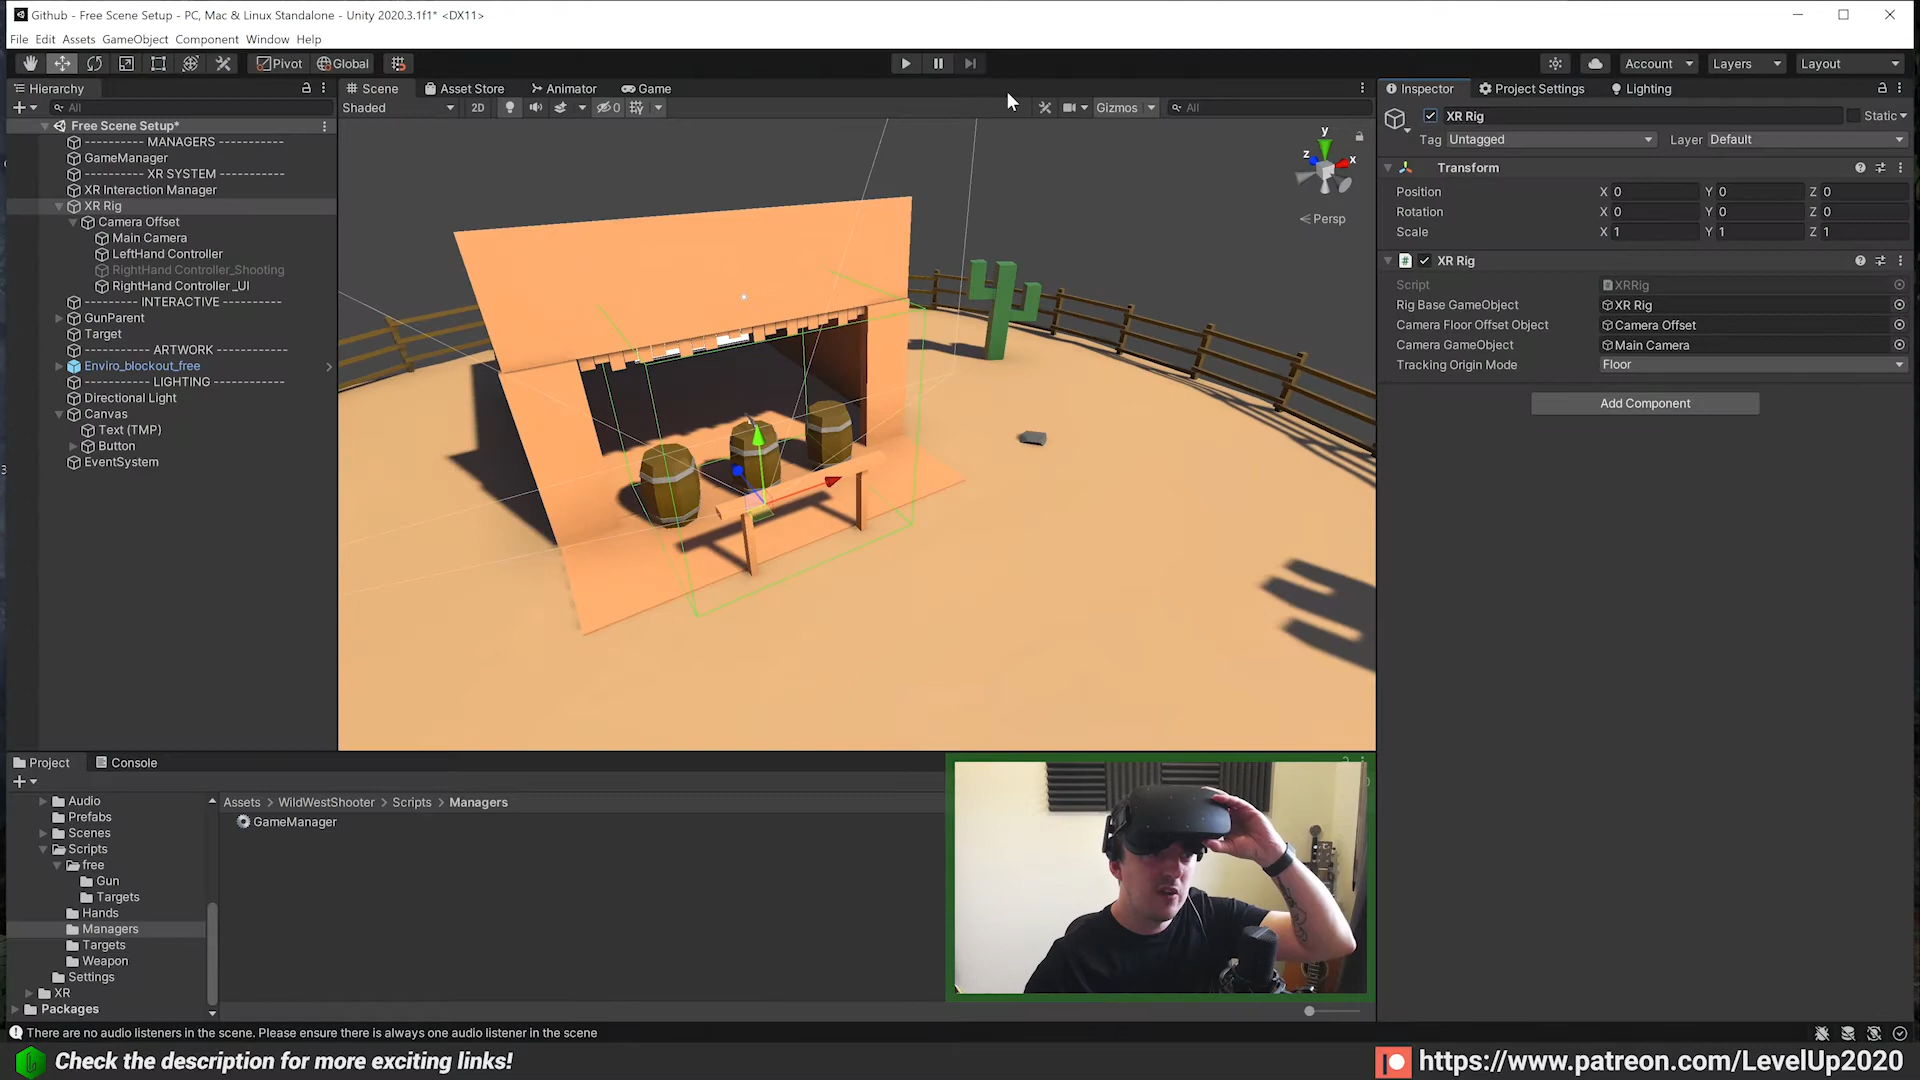 Github - Free Scene Setup - PC, Mac & Linux Standalone - Unity 2020.3.1f1* <DX11>
File Edit Assets GameObject Component Window Help
Pivot Global Account Layers Layout
Hierarchy
All
Free Scene Setup*
----------- MANAGERS -----------
GameManager
----------- XR SYSTEM -----------
XR Interaction Manager
XR Rig
Camera Offset
Main Camera
LeftHand Controller
RightHand Controller_Shooting
RightHand Controller _UI
--------- INTERACTIVE ---------
GunParent
Target
----------- ARTWORK -----------
Enviro_blockout_free
----------- LIGHTING -----------
Directional Light
Canvas
Text (TMP)
Button
EventSystem
Scene Asset Store Animator Game
Shaded 2D 0 Gizmos All
y
z x
Persp
Inspector Project Settings Lighting
XR Rig Static
Tag Untagged Layer Default
Transform
Position X 0 Y 0 Z 0
Rotation X 0 Y 0 Z 0
Scale X 1 Y 1 Z 1
XR Rig
Script XRRig
Rig Base GameObject XR Rig
Camera Floor Offset Object Camera Offset
Camera GameObject Main Camera
Tracking Origin Mode Floor
Add Component
Project Console
Audio
Prefabs
Scenes
Scripts
free
Gun
Targets
Hands
Managers
Targets
Weapon
Settings
XR
Packages
Assets > WildWestShooter > Scripts > Managers
GameManager
There are no audio listeners in the scene. Please ensure there is always one audio listener in the scene
Check the description for more exciting links!
https://www.patreon.com/LevelUp2020